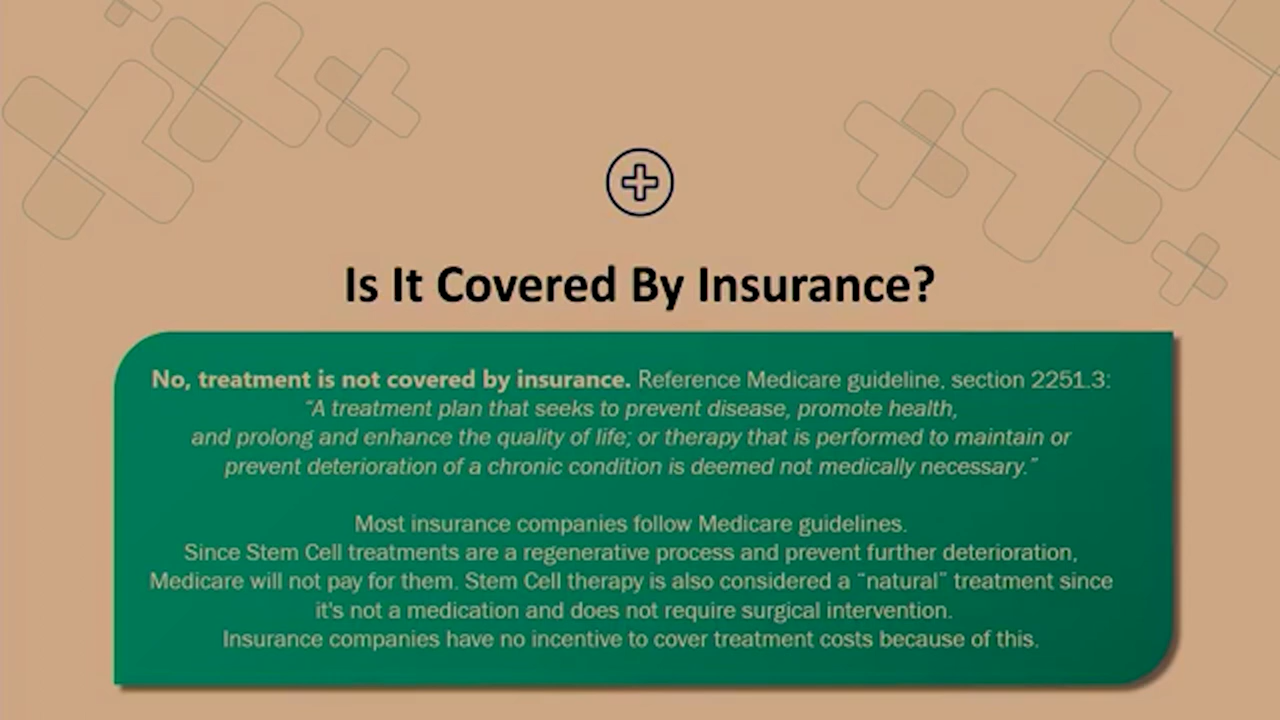 Is It Covered By Insurance?
No, treatment is not covered by insurance. Reference Medicare guideline, section 2251.3:
“A treatment plan that seeks to prevent disease, promote health,
and prolong and enhance the quality of life; or therapy that is performed to maintain or
prevent deterioration of a chronic condition is deemed not medically necessary.”
Most insurance companies follow Medicare guidelines.
Since Stem Cell treatments are a regenerative process and prevent further deterioration,
Medicare will not pay for them. Stem Cell therapy is also considered a “natural” treatment since
it's not a medication and does not require surgical intervention.
Insurance companies have no incentive to cover treatment costs because of this.